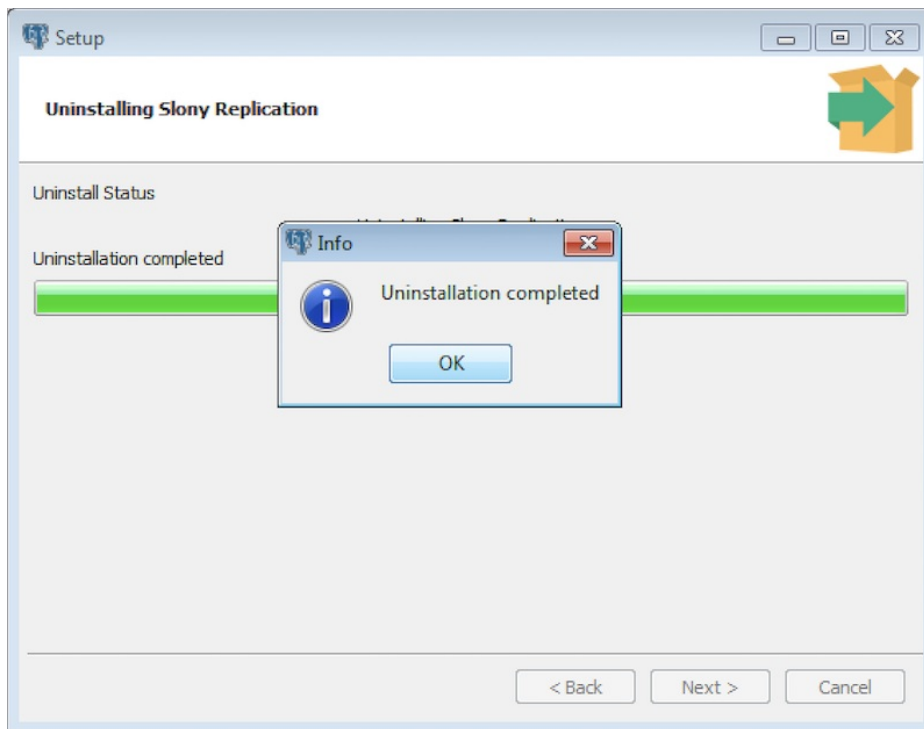 Setup
Uninstalling Slony Replication
Uninstall Status
Uninstallation completed
Info
Uninstallation completed
OK
< Back
Next >
Cancel